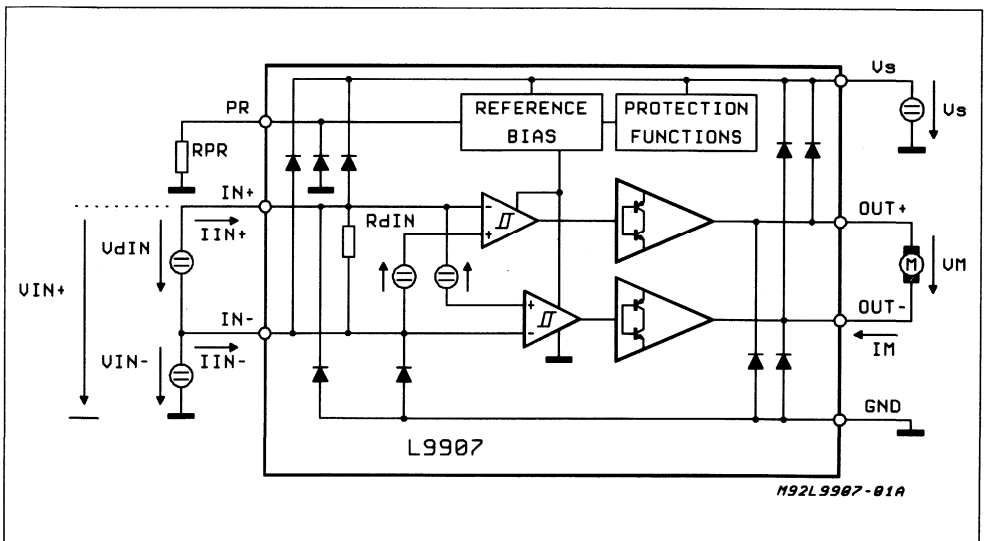 Vs
REFERENCE BIAS
PROTECTION FUNCTIONS
PR
Vs
RPR
IN+
RdIN
OUT+
VdIN
IIN+
M
VM
VIN+
IN-
OUT-
VIN-
IIN-
IM
GND
L9907
M92L9907-01A